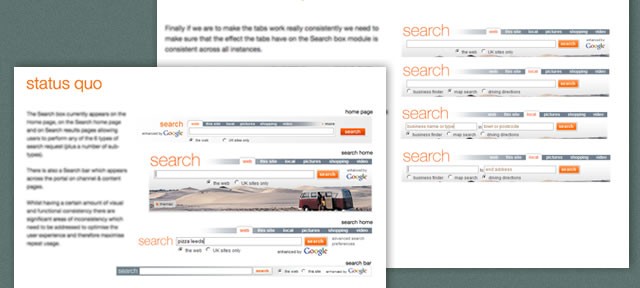 Finally if we are to make the tabs work really consistently we need
to make sure that the effect the tabs have on the Search box module is
consistent across all instances.
search
web this site local pictures shopping video
search
enhanced by Google
the web UK sites only
search
web this site local pictures shopping video
search
business finder map search driving directions
search
web this site local pictures shopping video
business name or type
in town or postcode
search
business finder map search driving directions
search
web this site local pictures shopping video
to end address
search
business finder map search driving directions
status quo
The Search box currently appears on the
Home page, on the Search home page
and on Search results pages allowing
users to perform any of the 6 types of
search request (plus a number of sub-
types).
There is also a Search bar which appears
across the portal on channel & content
pages.
Whilst having a certain amount of visual
and functional consistency there are
significant areas of inconsistency which
need to be addressed to optimise the
user experience and therefore maximise
repeat usage.
home page
search
web this site local pictures shopping video
enhanced by Google
search
the web UK sites only
search home
search
web this site local pictures shopping video
search
the web UK sites only
enhanced by Google
search home
web this site local pictures shopping video
search
pizza leeds
search
advanced search
preferences
the web UK sites only
enhanced by Google
search bar
search
search
the web this site
enhanced by Google